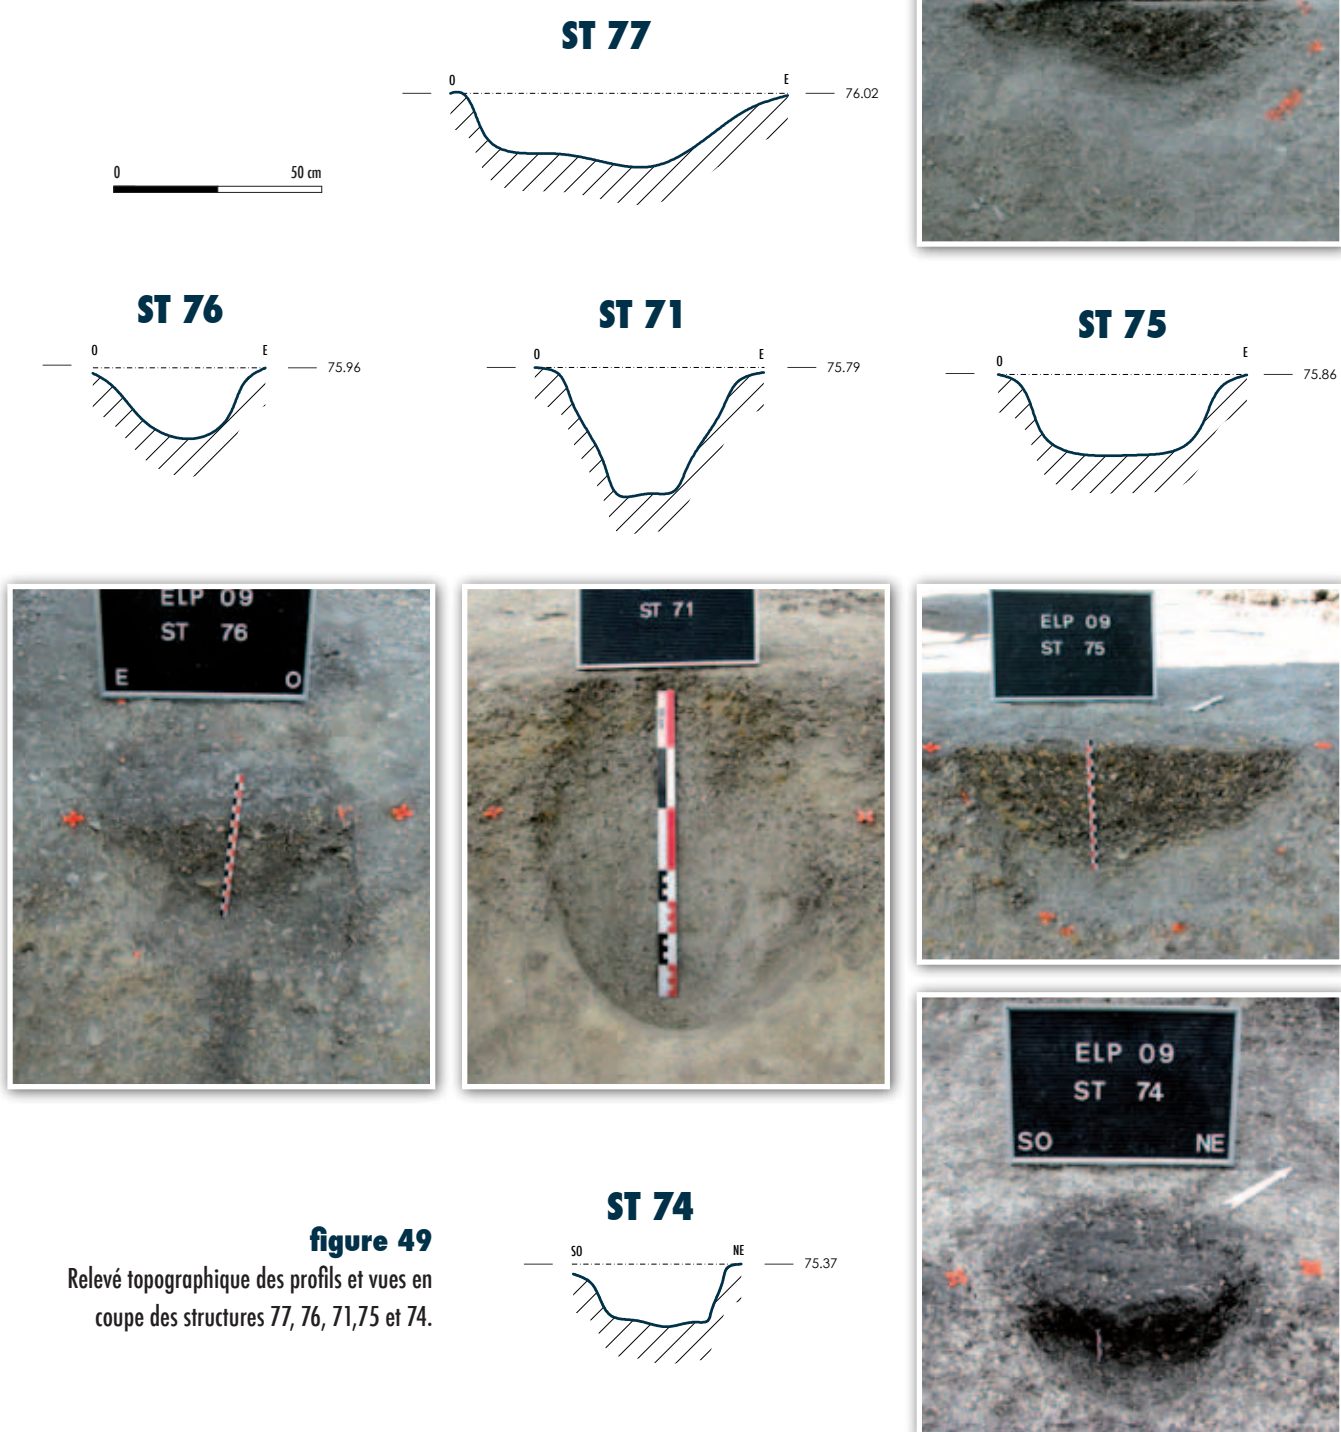 ST 77
O E
76.02
0 50 cm
ST 76
O E
75.96
ST 71
O E
75.79
ST 75
O E
75.86
ELP 09
ST 76
E O
ST 71
ELP 09
ST 75
ELP 09
ST 74
SO NE
ST 74
SO NE
75.37
figure 49
Relevé topographique des profils et vues en
coupe des structures 77, 76, 71,75 et 74.